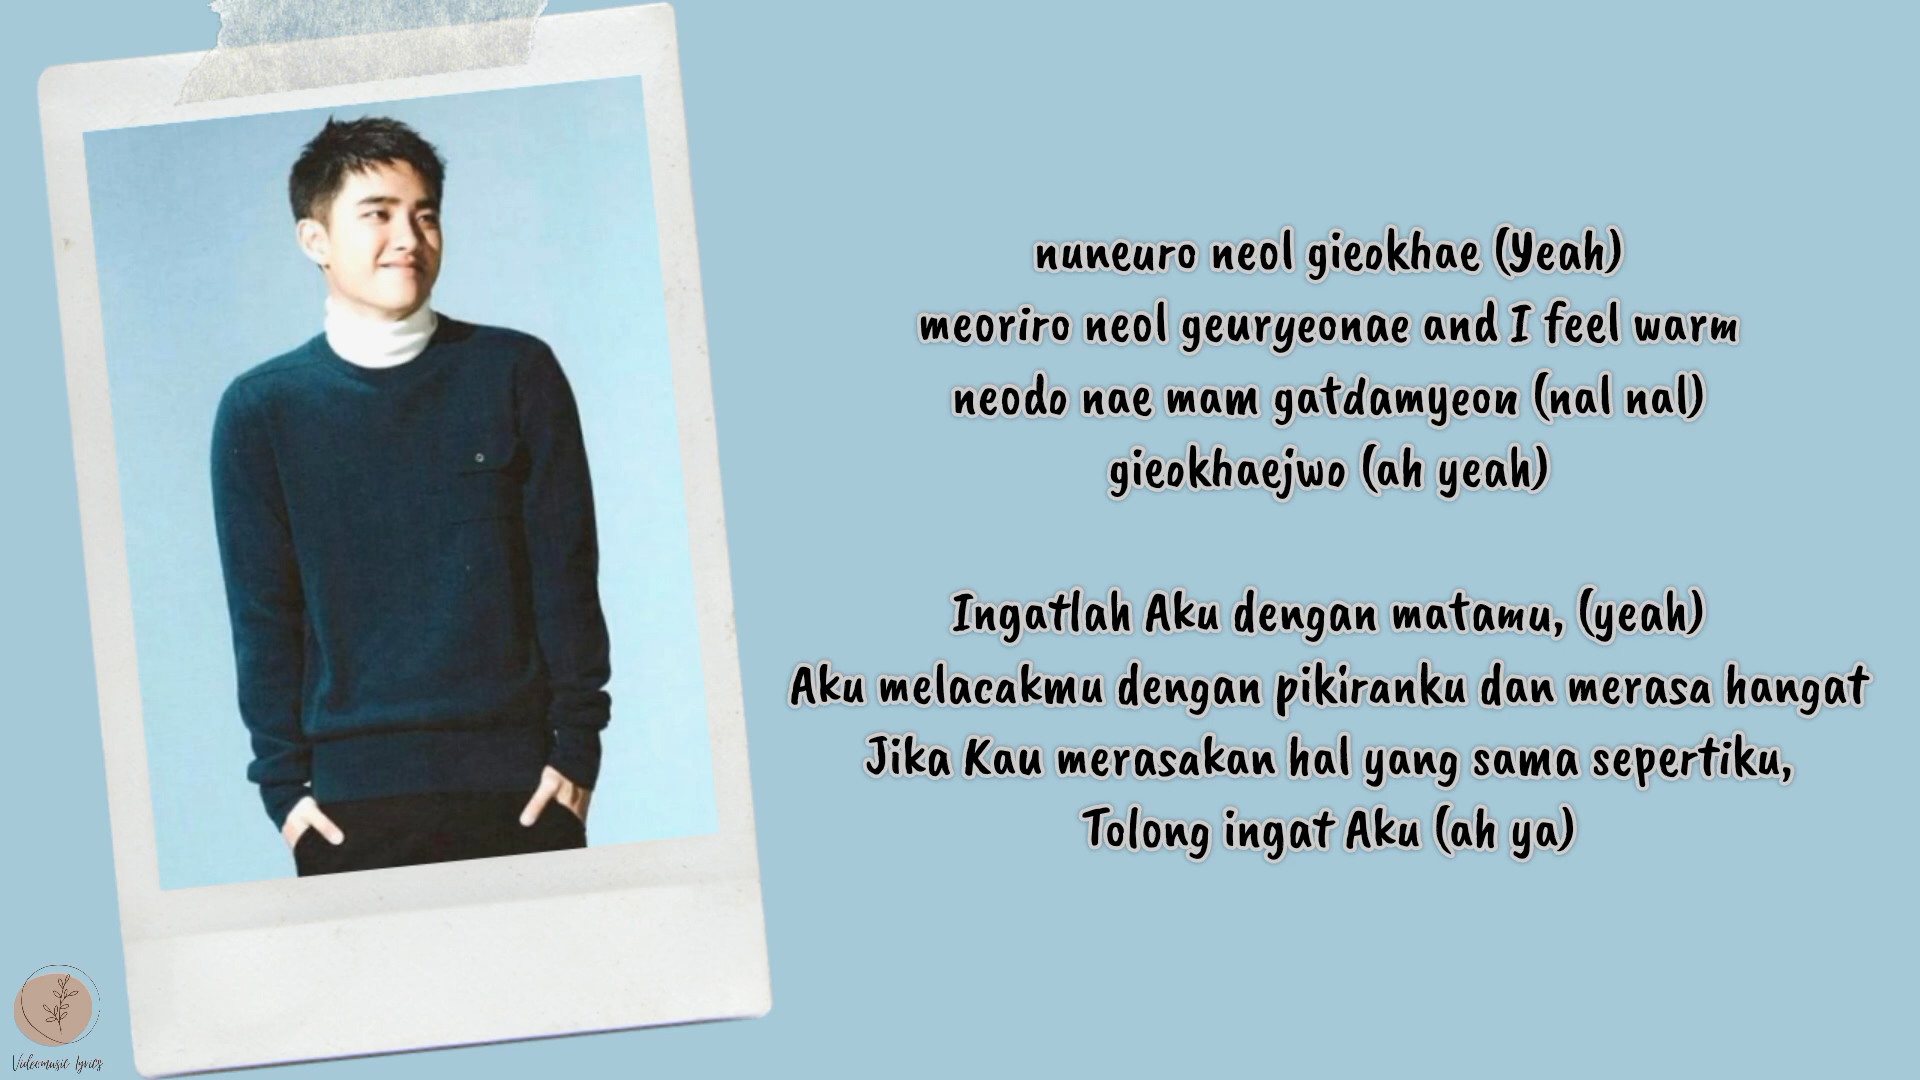 nuneuro neol gieokhae (Yeah)
meoriro neol geuryeonae and I feel warm
neodo nae mam gatdamyeon (nal nal)
gieokhaejwo (ah yeah)
Ingatlah Aku dengan matamu, (yeah)
Aku melacakmu dengan pikiranku dan merasa hangat
Jika Kau merasakan hal yang sama sepertiku,
Tolong ingat Aku (ah ya)
Videomusic lyrics